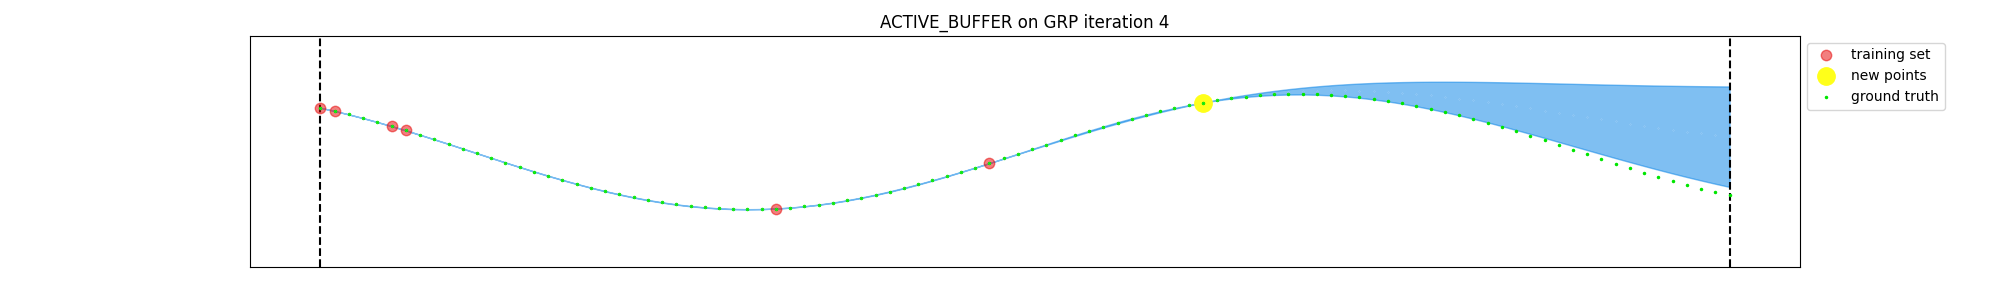 ACTIVE_BUFFER on GRP iteration 4
training set
new points
ground truth